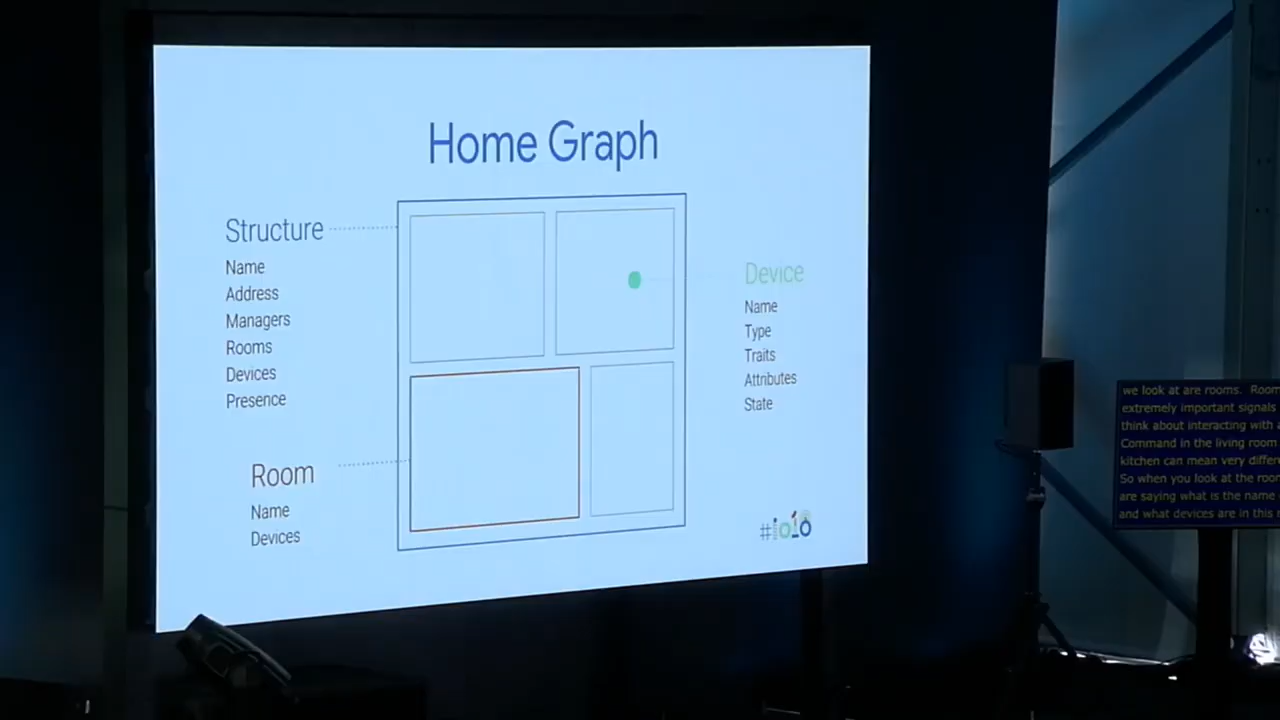 Home Graph
Structure
Name
Address
Managers
Rooms
Devices
Presence
Room
Name
Devices
Device
Name
Type
Traits
Attributes
State
#io18
we look at are rooms. Room
extremely important signals
think about interacting with
Command in the living room
kitchen can mean very differ
So when you look at the roo
are saying what is the name
and what devices are in this